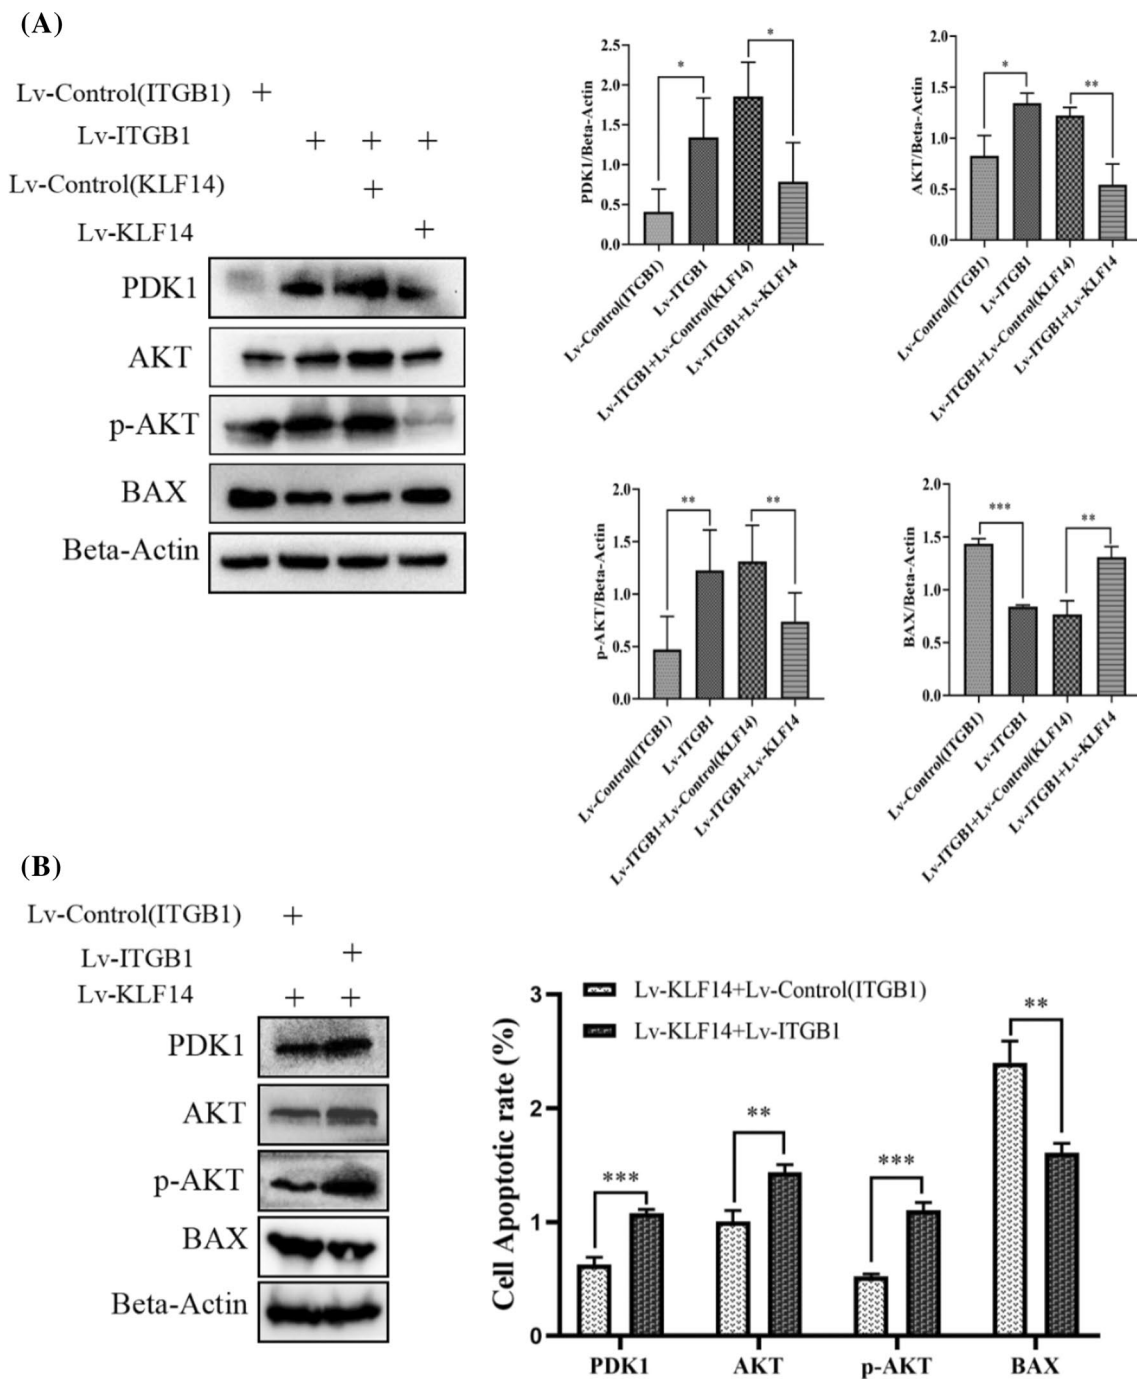 (A)
Lv-Control(ITGB1) +
Lv-ITGB1 + + +
Lv-Control(KLF14) +
Lv-KLF14 +
PDK1
AKT
p-AKT
BAX
Beta-Actin
PDK1/Beta-Actin
2.5
2.0
1.5
1.0
0.5
0.0
*
*
Lv-Control(ITGB1)
Lv-ITGB1
Lv-ITGB1+Lv-Control(KLF14)
Lv-ITGB1+Lv-KLF14
AKT/Beta-Actin
2.0
1.5
1.0
0.5
0.0
*
**
Lv-Control(ITGB1)
Lv-ITGB1
Lv-ITGB1+Lv-Control(KLF14)
Lv-ITGB1+Lv-KLF14
p-AKT/Beta-Actin
2.0
1.5
1.0
0.5
0.0
**
**
Lv-Control(ITGB1)
Lv-ITGB1
Lv-ITGB1+Lv-Control(KLF14)
Lv-ITGB1+Lv-KLF14
BAX/Beta-Actin
2.0
1.5
1.0
0.5
0.0
***
**
Lv-Control(ITGB1)
Lv-ITGB1
Lv-ITGB1+Lv-Control(KLF14)
Lv-ITGB1+Lv-KLF14
(B)
Lv-Control(ITGB1) +
Lv-ITGB1 +
Lv-KLF14 + +
PDK1
AKT
p-AKT
BAX
Beta-Actin
Cell Apoptotic rate (%)
3
2
1
0
Lv-KLF14+Lv-Control(ITGB1)
Lv-KLF14+Lv-ITGB1
***
**
***
**
PDK1 AKT p-AKT BAX